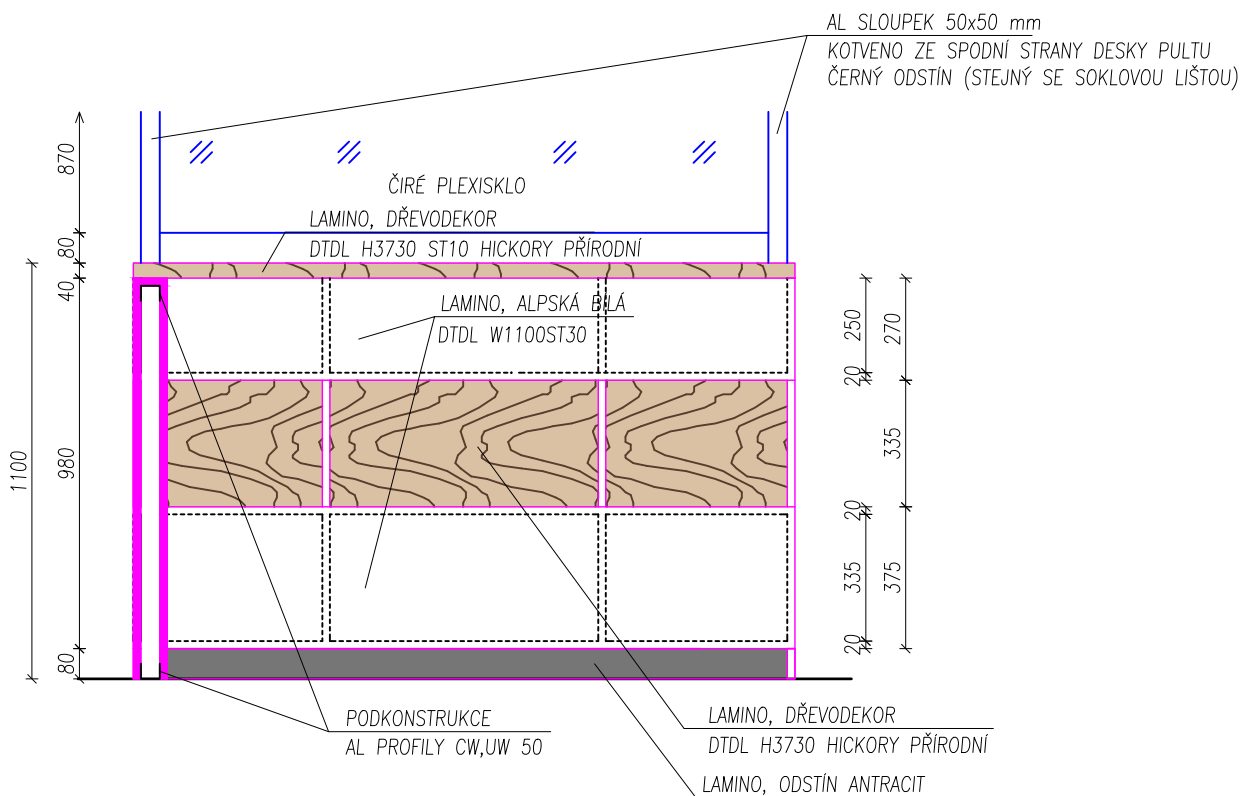 AL SLOUPEK 50x50 mm
KOTVENO ZE SPODNÍ STRANY DESKY PULTU
ČERNÝ ODSTÍN (STEJNÝ SE SOKLOVOU LIŠTOU)
870
ČIRÉ PLEXISKLO
LAMINO, DŘEVODEKOR
DTDL H3730 ST10 HICKORY PŘÍRODNÍ
80
40
LAMINO, ALPSKÁ BÍLÁ
DTDL W1100ST30
250
270
20
1100
980
335
20
335
375
20
80
PODKONSTRUKCE
AL PROFILY CW,UW 50
LAMINO, DŘEVODEKOR
DTDL H3730 HICKORY PŘÍRODNÍ
LAMINO, ODSTÍN ANTRACIT